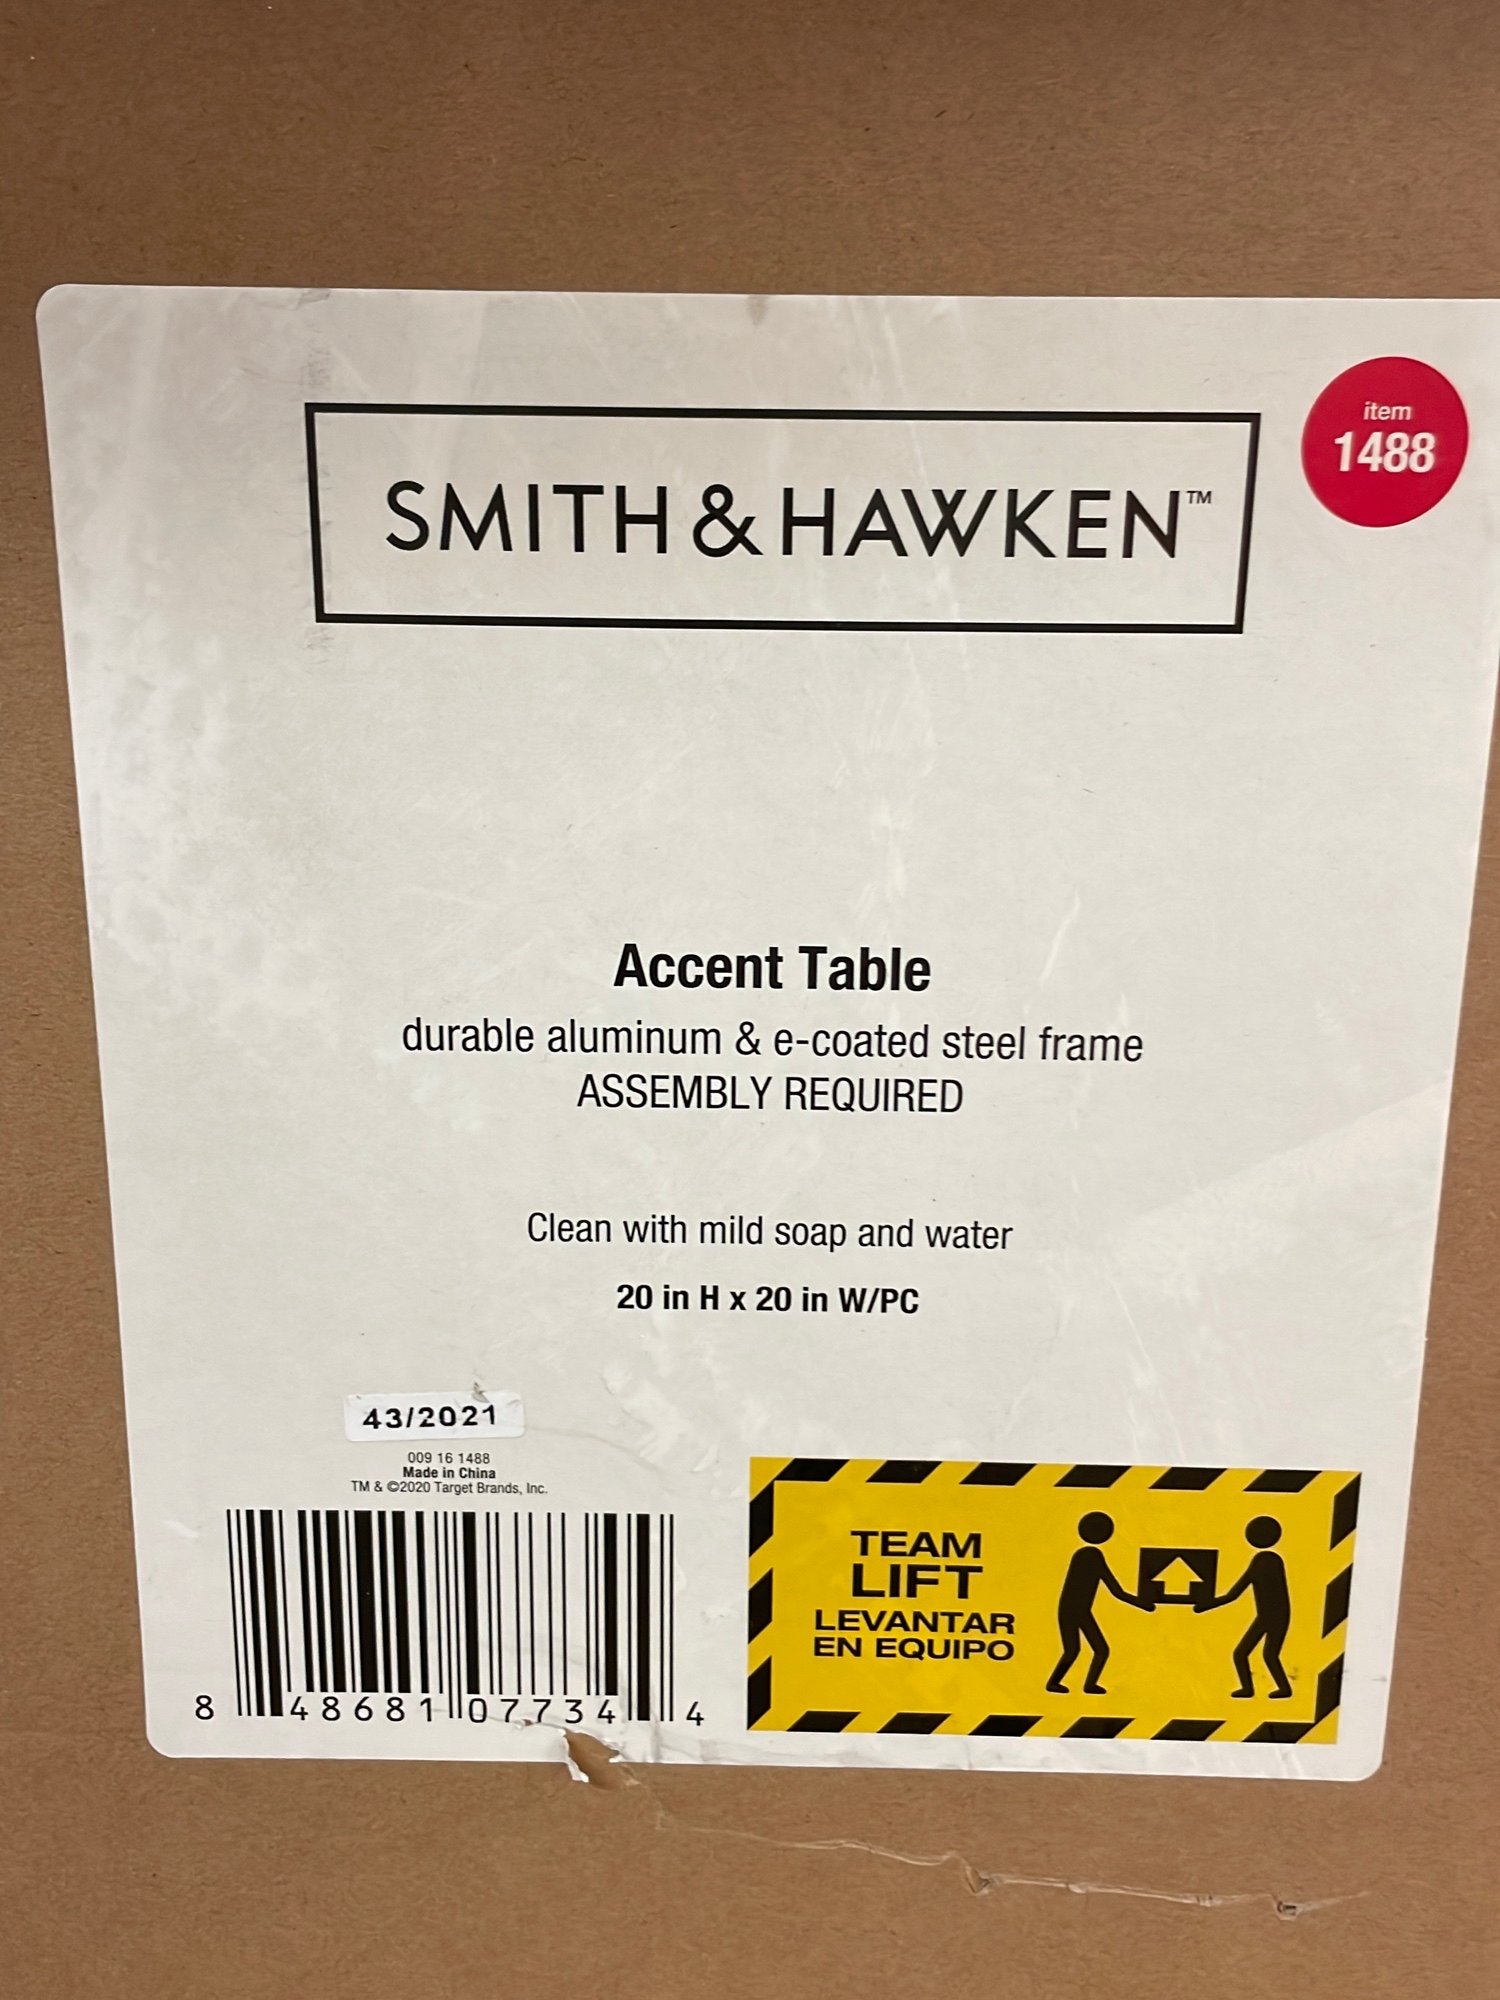 item
1488
SMITH & HAWKEN™
Accent Table
durable aluminum & e-coated steel frame
ASSEMBLY REQUIRED
Clean with mild soap and water
20 in H x 20 in W/PC
43/2021
009 16 1488
Made in China
TM & ©2020 Target Brands, Inc.
8 48681 07734 4
TEAM
LIFT
LEVANTAR
EN EQUIPO